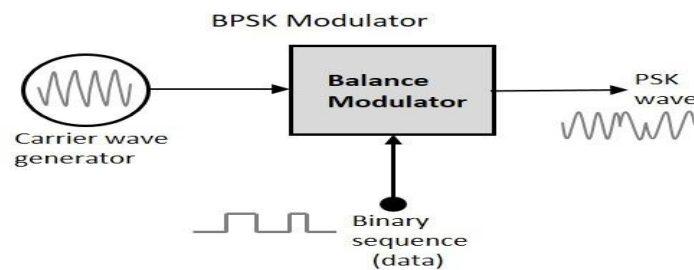 BPSK Modulator
Balance
Modulator
PSK
wave
Carrier wave
generator
Binary
sequence
(data)